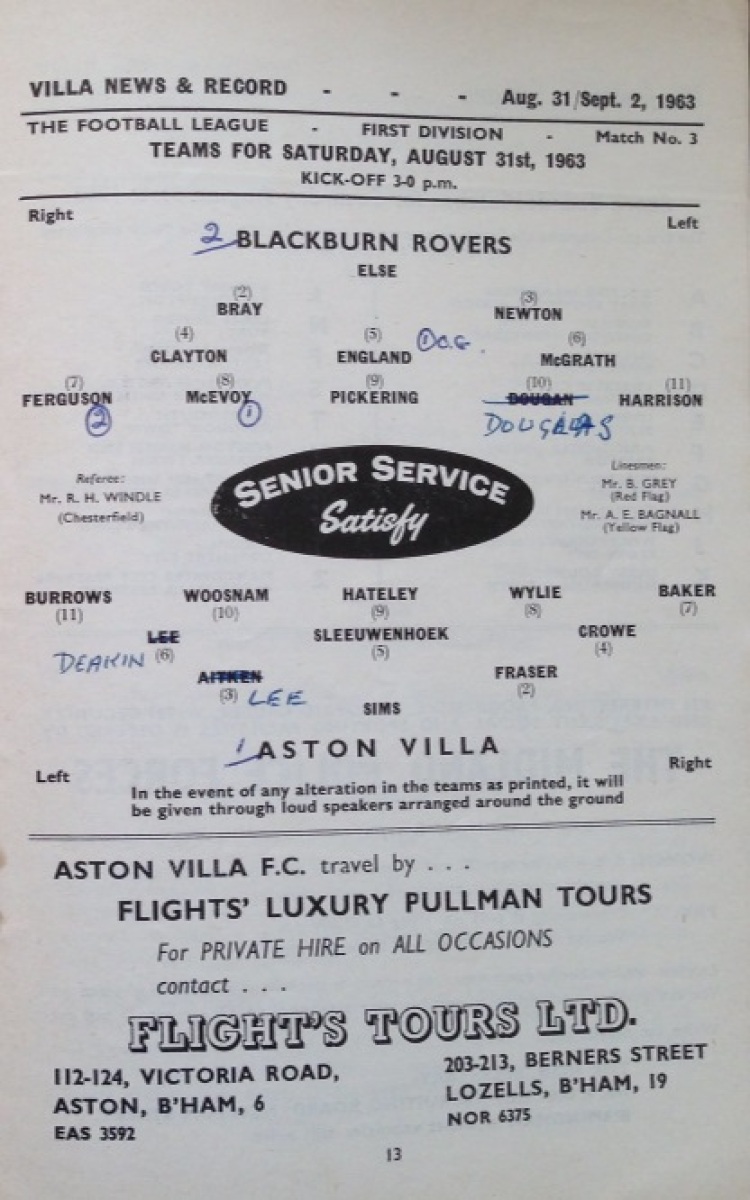 VILLA NEWS & RECORD - - - Aug. 31/Sept. 2, 1963
THE FOOTBALL LEAGUE - FIRST DIVISION - Match No. 3
TEAMS FOR SATURDAY, AUGUST 31st, 1963
KICK-OFF 3-0 p.m.
Right Left
2 BLACKBURN ROVERS
ELSE
(2) (3)
BRAY NEWTON
(4) (5) (6)
CLAYTON ENGLAND 1 O.G. McGRATH
(7) (8) (9) (10) (11)
FERGUSON McEVOY PICKERING DOUGAN HARRISON
2 1 DOUGLAS
Referee: Linesmen:
Mr. R. H. WINDLE Mr. B. GREY
(Chesterfield) (Red Flag)
Mr. A. E. BAGNALL
(Yellow Flag)
SENIOR SERVICE
Satisfy
BURROWS WOOSNAM HATELEY WYLIE BAKER
(11) (10) (9) (8) (7)
LEE SLEEUWENHOEK CROWE
DEAKIN (6) (5) (4)
AITKEN FRASER
(3) LEE (2)
SIMS
1 ASTON VILLA
Left Right
In the event of any alteration in the teams as printed, it will
be given through loud speakers arranged around the ground
ASTON VILLA F.C. travel by . . .
FLIGHTS' LUXURY PULLMAN TOURS
For PRIVATE HIRE on ALL OCCASIONS
contact . . .
FLIGHT'S TOURS LTD.
112-124, VICTORIA ROAD, 203-213, BERNERS STREET
ASTON, B'HAM, 6 LOZELLS, B'HAM, 19
EAS 3592 NOR 6375
13